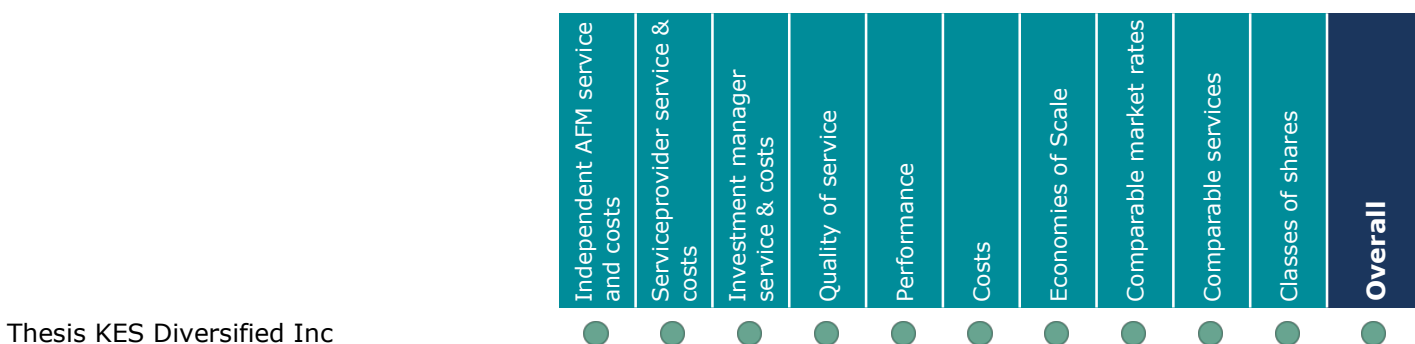 Independent AFM service
and costs
Serviceprovider service &
costs
Investment manager
service & costs
Quality of service
Performance
Costs
Economies of Scale
Comparable market rates
Comparable services
Classes of shares
Overall
Thesis KES Diversified Inc